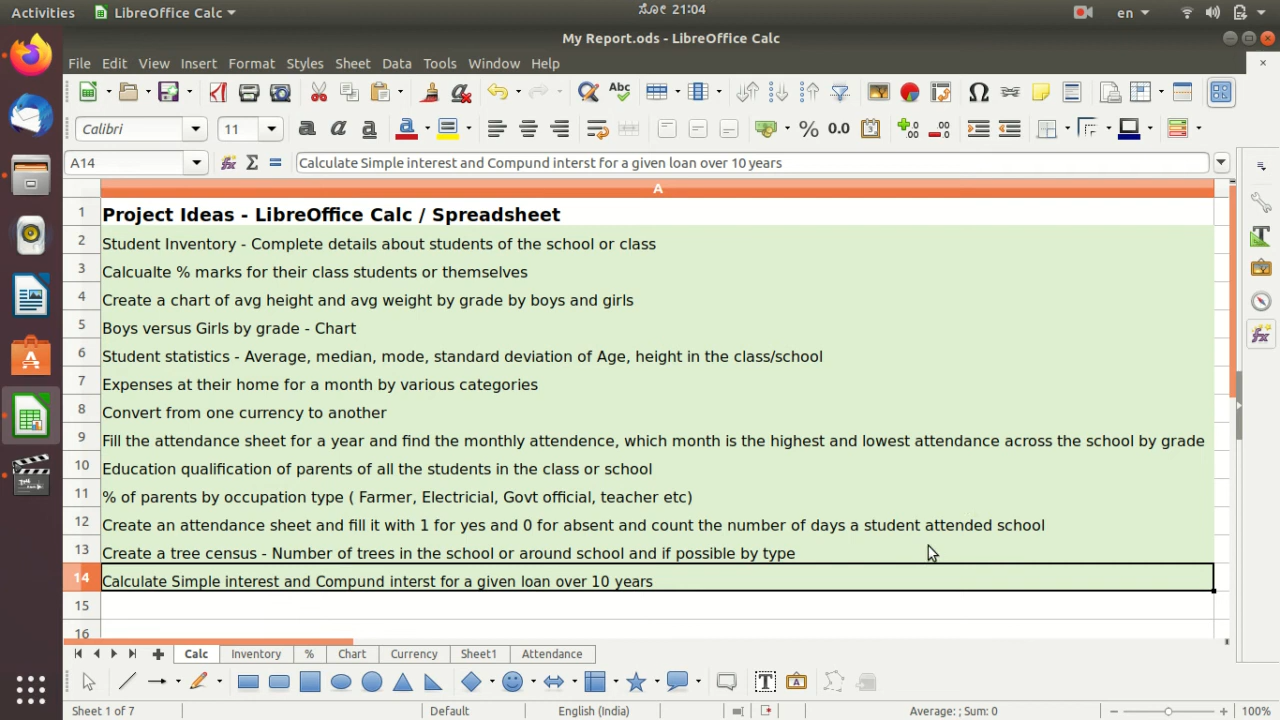 Activities LibreOffice Calc ಸೋಮ 21:04 en
My Report.ods - LibreOffice Calc
File Edit View Insert Format Styles Sheet Data Tools Window Help
Calibri 11
A14 Calculate Simple interest and Compund interst for a given loan over 10 years
A
1 Project Ideas - LibreOffice Calc / Spreadsheet
2 Student Inventory - Complete details about students of the school or class
3 Calcualte % marks for their class students or themselves
4 Create a chart of avg height and avg weight by grade by boys and girls
5 Boys versus Girls by grade - Chart
6 Student statistics - Average, median, mode, standard deviation of Age, height in the class/school
7 Expenses at their home for a month by various categories
8 Convert from one currency to another
9 Fill the attendance sheet for a year and find the monthly attendence, which month is the highest and lowest attendance across the school by grade
10 Education qualification of parents of all the students in the class or school
11 % of parents by occupation type ( Farmer, Electricial, Govt official, teacher etc)
12 Create an attendance sheet and fill it with 1 for yes and 0 for absent and count the number of days a student attended school
13 Create a tree census - Number of trees in the school or around school and if possible by type
14 Calculate Simple interest and Compund interst for a given loan over 10 years
15
16
Calc Inventory % Chart Currency Sheet1 Attendance
Sheet 1 of 7 Default English (India) Average: ; Sum: 0 100%